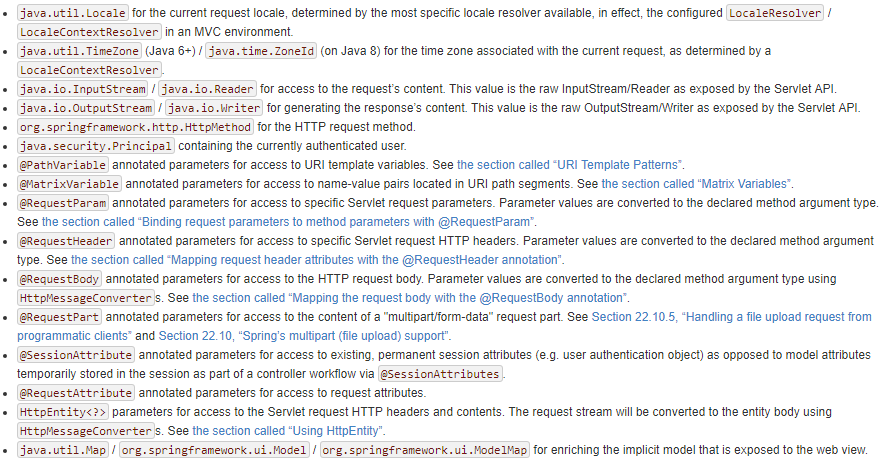 java.util.Locale for the current request locale, determined by the most specific locale resolver available, in effect, the configured LocaleResolver /
LocaleContextResolver in an MVC environment.
java.util.TimeZone (Java 6+) / java.time.ZoneId (on Java 8) for the time zone associated with the current request, as determined by a
LocaleContextResolver.
java.io.InputStream / java.io.Reader for access to the request's content. This value is the raw InputStream/Reader as exposed by the Servlet API.
java.io.OutputStream / java.io.Writer for generating the response's content. This value is the raw OutputStream/Writer as exposed by the Servlet API.
org.springframework.http.HttpMethod for the HTTP request method.
java.security.Principal containing the currently authenticated user.
@PathVariable annotated parameters for access to URI template variables. See the section called “URI Template Patterns”.
@MatrixVariable annotated parameters for access to name-value pairs located in URI path segments. See the section called “Matrix Variables”.
@RequestParam annotated parameters for access to specific Servlet request parameters. Parameter values are converted to the declared method argument type.
See the section called “Binding request parameters to method parameters with @RequestParam”.
@RequestHeader annotated parameters for access to specific Servlet request HTTP headers. Parameter values are converted to the declared method argument
type. See the section called “Mapping request header attributes with the @RequestHeader annotation”.
@RequestBody annotated parameters for access to the HTTP request body. Parameter values are converted to the declared method argument type using
HttpMessageConverters. See the section called “Mapping the request body with the @RequestBody annotation”.
@RequestPart annotated parameters for access to the content of a "multipart/form-data" request part. See Section 22.10.5, “Handling a file upload request from
programmatic clients” and Section 22.10, “Spring's multipart (file upload) support”.
@SessionAttribute annotated parameters for access to existing, permanent session attributes (e.g. user authentication object) as opposed to model attributes
temporarily stored in the session as part of a controller workflow via @SessionAttributes.
@RequestAttribute annotated parameters for access to request attributes.
HttpEntity<?> parameters for access to the Servlet request HTTP headers and contents. The request stream will be converted to the entity body using
HttpMessageConverters. See the section called “Using HttpEntity”.
java.util.Map / org.springframework.ui.Model / org.springframework.ui.ModelMap for enriching the implicit model that is exposed to the web view.